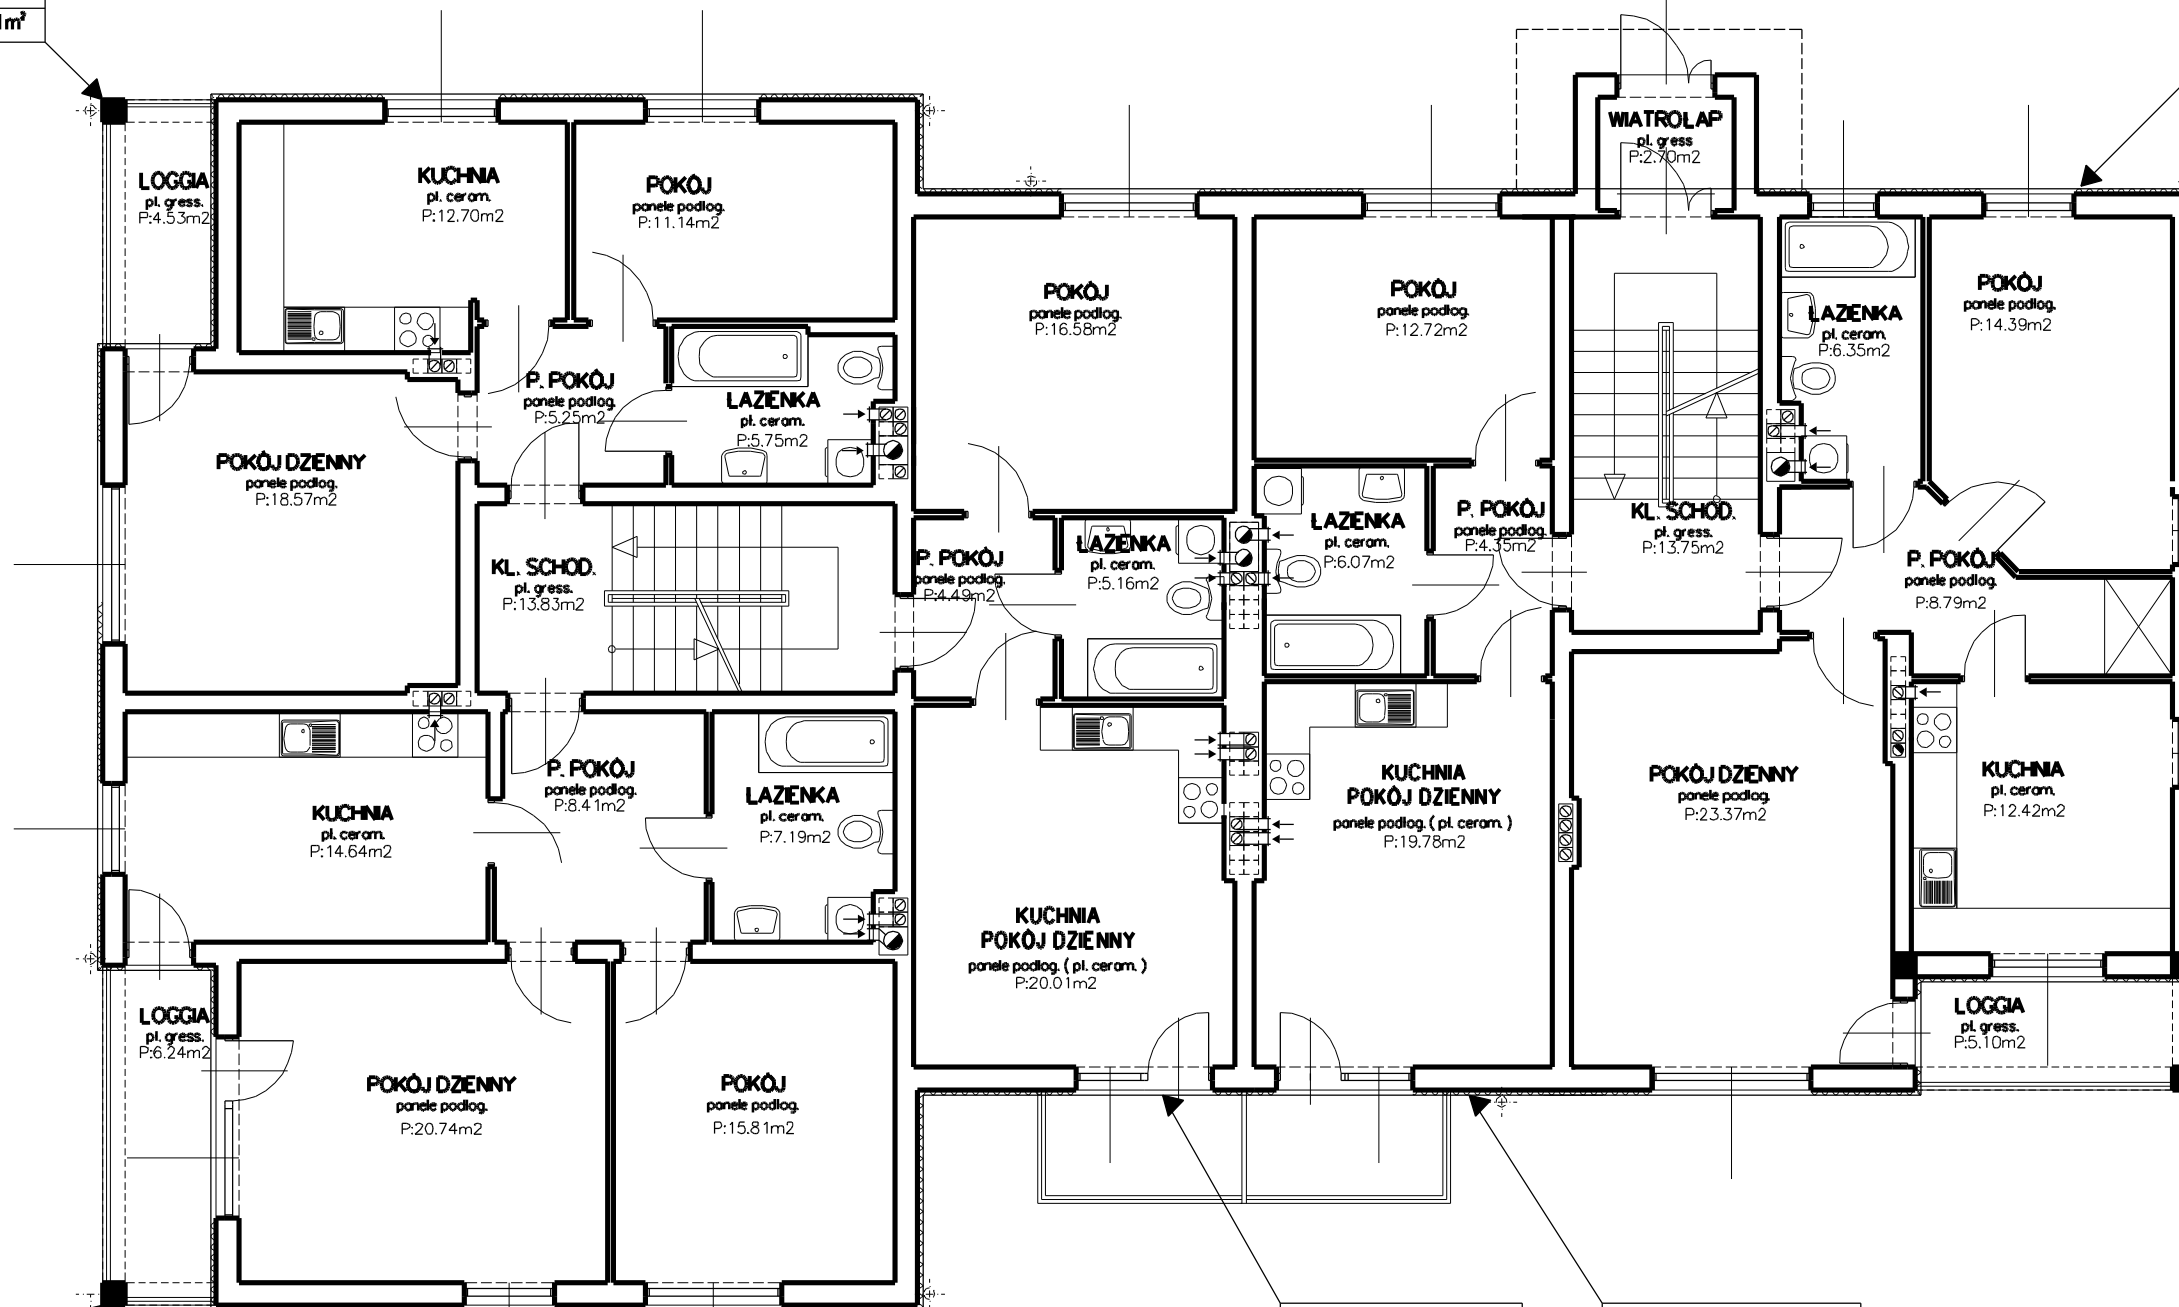 m²
LOGGIA
pl. gress.
P:4.53m2
KUCHNIA
pl. ceram.
P:12.70m2
POKÓJ
panele podlog.
P:11.14m2
WIATROLAP
pl. gress
P:2.70m2
POKÓJ
panele podlog.
P:16.58m2
POKÓJ
panele podlog.
P:12.72m2
LAZIENKA
pl. ceram.
P:6.35m2
POKÓJ
panele podlog.
P:14.39m2
P. POKÓJ
panele podlog.
P:5.25m2
LAZIENKA
pl. ceram.
P:5.75m2
POKÓJ DZIENNY
panele podlog.
P:18.57m2
KL. SCHOD.
pl. gress.
P:13.83m2
P. POKÓJ
panele podlog.
P:4.49m2
LAZIENKA
pl. ceram.
P:5.16m2
LAZIENKA
pl. ceram.
P:6.07m2
P. POKÓJ
panele podlog.
P:4.35m2
KL. SCHOD.
pl. gress.
P:13.75m2
P. POKÓJ
panele podlog.
P:8.79m2
KUCHNIA
pl. ceram.
P:14.64m2
P. POKÓJ
panele podlog.
P:8.41m2
LAZIENKA
pl. ceram.
P:7.19m2
KUCHNIA
POKÓJ DZIENNY
panele podlog. ( pl. ceram. )
P:20.01m2
KUCHNIA
POKÓJ DZIENNY
panele podlog. ( pl. ceram. )
P:19.78m2
POKÓJ DZIENNY
panele podlog.
P:23.37m2
KUCHNIA
pl. ceram.
P:12.42m2
LOGGIA
pl. gress.
P:6.24m2
POKÓJ DZIENNY
panele podlog.
P:20.74m2
POKÓJ
panele podlog.
P:15.81m2
LOGGIA
pl. gress.
P:5.10m2